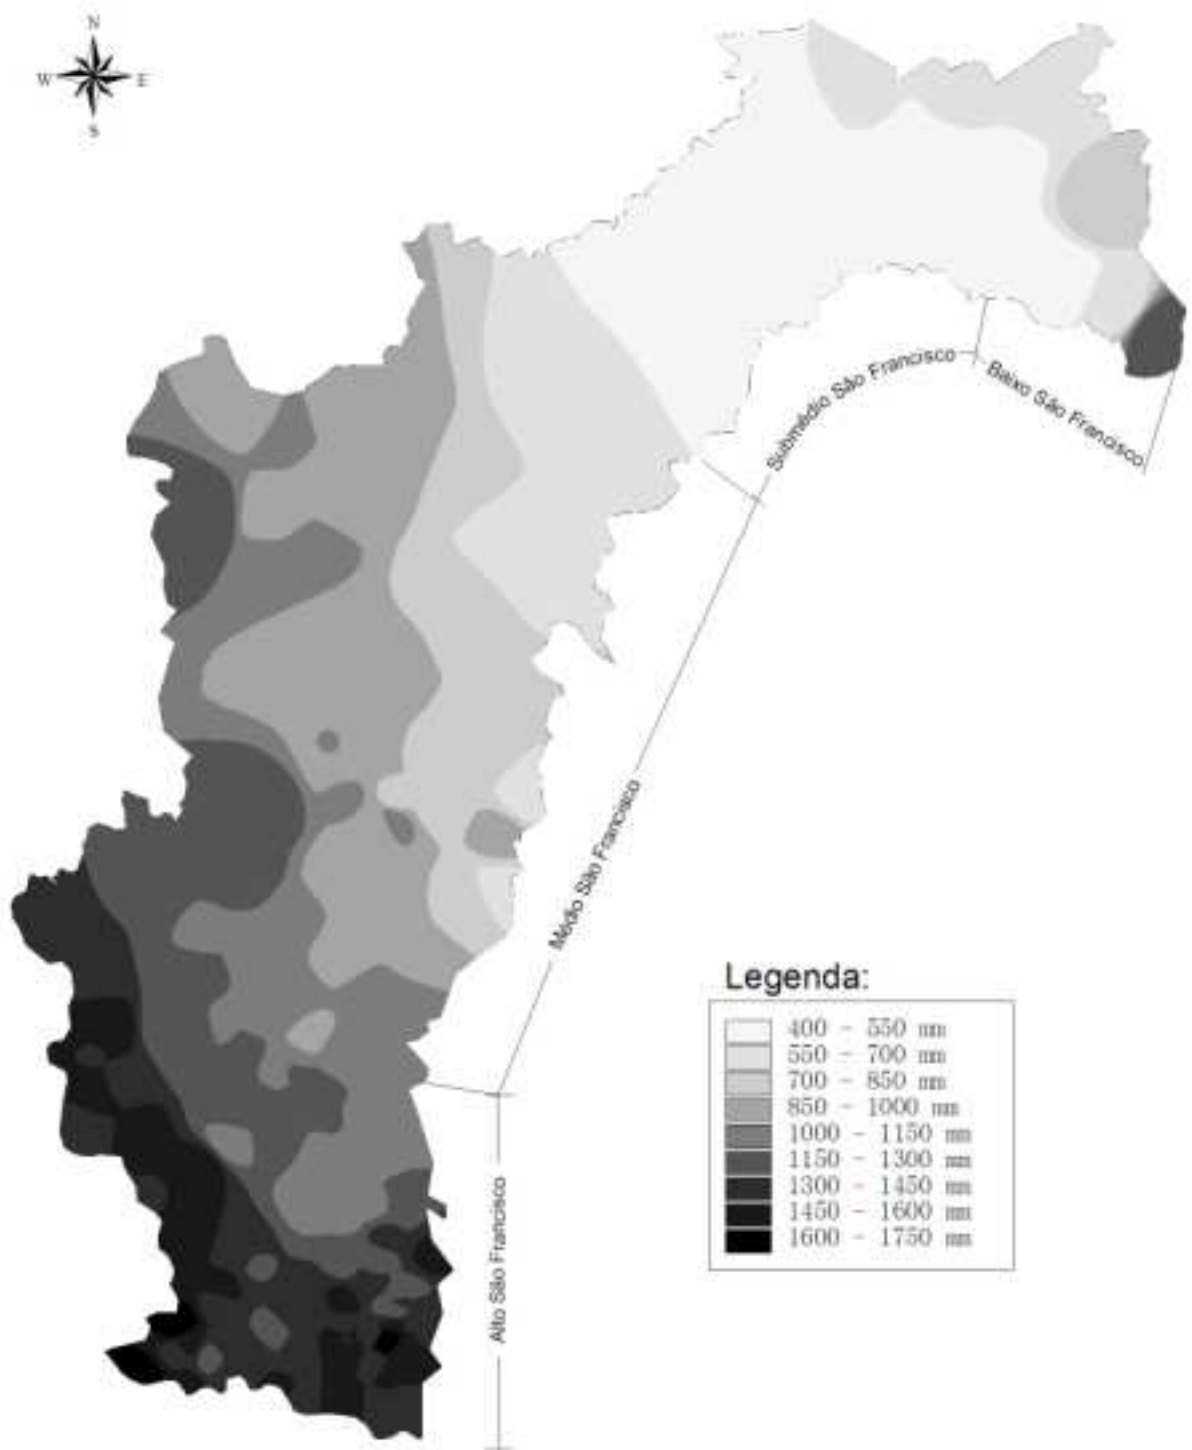 N
W E
S
Submédio São Francisco
Baixo São Francisco
Médio São Francisco
Alto São Francisco
Legenda:
400 - 550 mm
550 - 700 mm
700 - 850 mm
850 - 1000 mm
1000 - 1150 mm
1150 - 1300 mm
1300 - 1450 mm
1450 - 1600 mm
1600 - 1750 mm